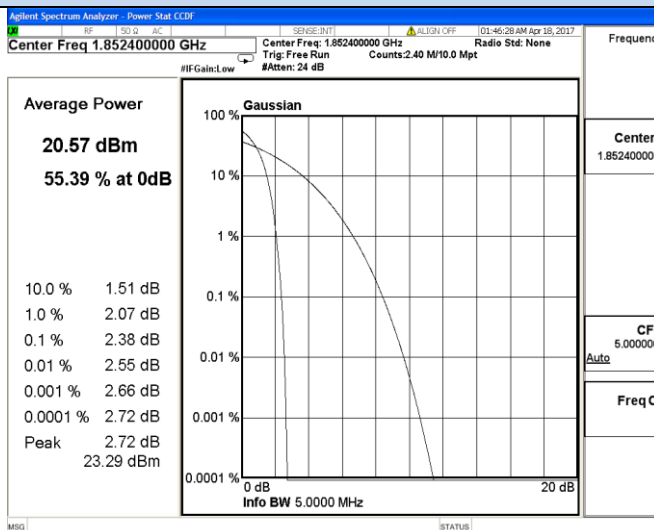 Agilent Spectrum Analyzer - Power Stat CCDF
RF 50 Ω AC SENSE:INT ALIGN OFF 01:46:28 AM Apr 18, 2017
Center Freq 1.852400000 GHz
Center Freq: 1.852400000 GHz Radio Std: None
Trig: Free Run Counts:2.40 M/10.0 Mpt
#IFGain:Low #Atten: 24 dB
Average Power
20.57 dBm
55.39 % at 0dB
10.0 % 1.51 dB
1.0 % 2.07 dB
0.1 % 2.38 dB
0.01 % 2.55 dB
0.001 % 2.66 dB
0.0001 % 2.72 dB
Peak 2.72 dB
23.29 dBm
Gaussian
100 %
10 %
1 %
0.1 %
0.01 %
0.001 %
0.0001 %
0 dB 20 dB
Info BW 5.0000 MHz
Frequenc
Center
1.85240000
CF
5.000000
Auto
Freq O
MSG STATUS